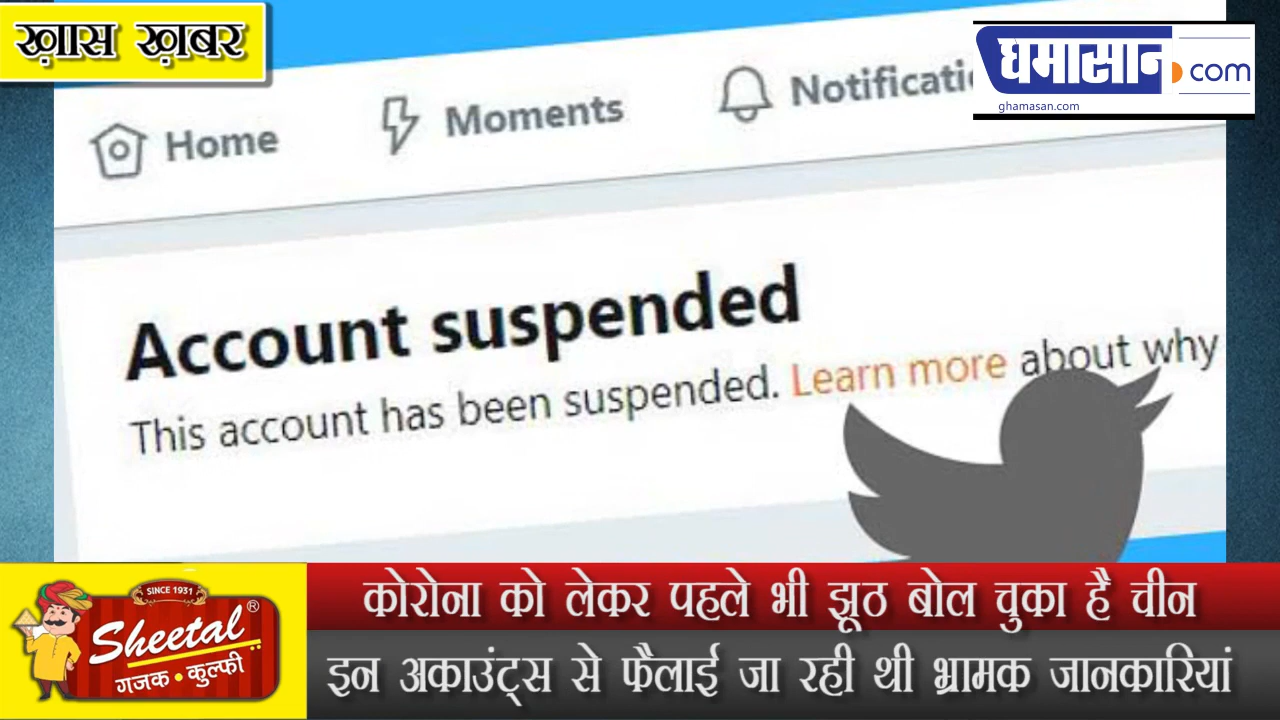 ख़ास ख़बर
घमासान.com
ghamasan.com
Home
Moments
Notificatio
Account suspended
This account has been suspended. Learn more about why
SINCE 1931
Sheetal®
गजक • कुल्फी
कोरोना को लेकर पहले भी झूठ बोल चुका है चीन
इन अकाउंट्स से फैलाई जा रही थी भ्रामक जानकारियां